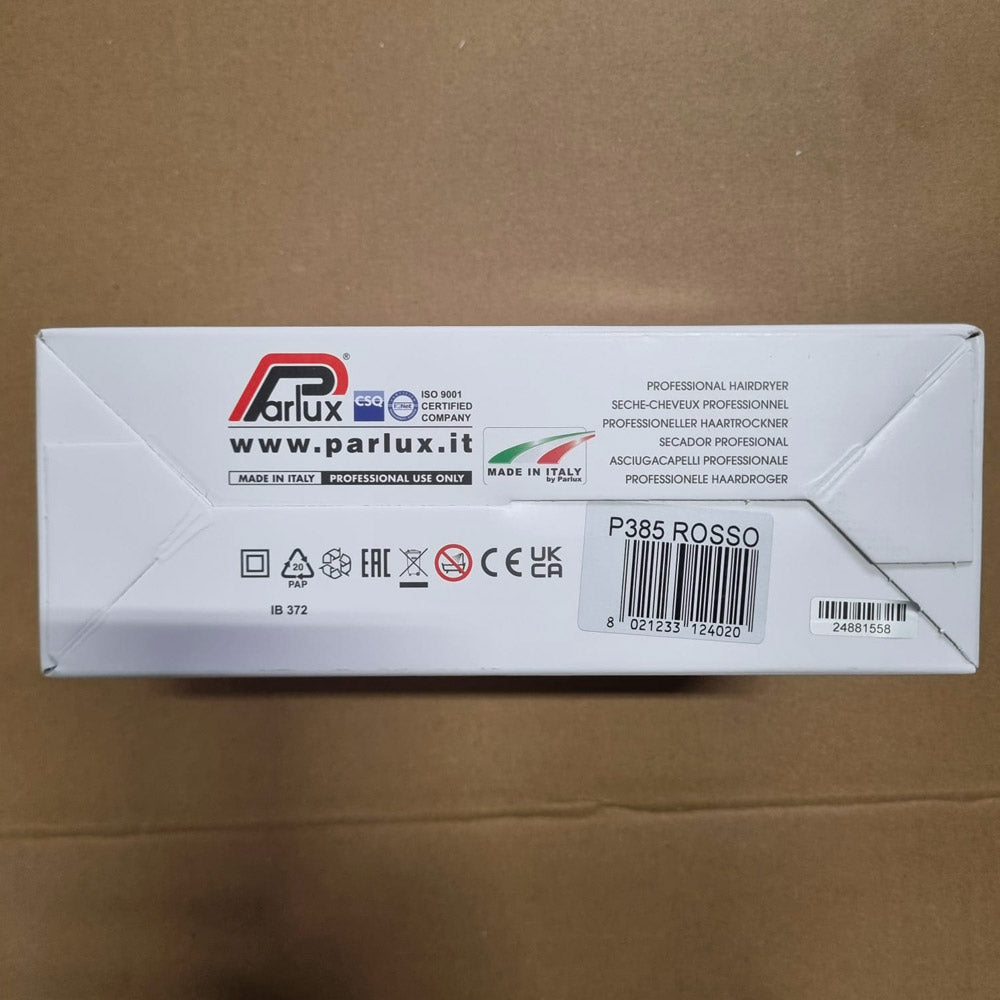 Parlux ®
CSQ
IQNet
ISO 9001
CERTIFIED
COMPANY
www.parlux.it
MADE IN ITALY PROFESSIONAL USE ONLY
MADE IN ITALY
by Parlux
PROFESSIONAL HAIRDRYER
SECHE-CHEVEUX PROFESSIONNEL
PROFESSIONELLER HAARTROCKNER
SECADOR PROFESIONAL
ASCIUGACAPELLI PROFESSIONALE
PROFESSIONELE HAARDROGER
20
PAP
EAC
CE
UK
CA
IB 372
P385 ROSSO
8 021233 124020
24881558